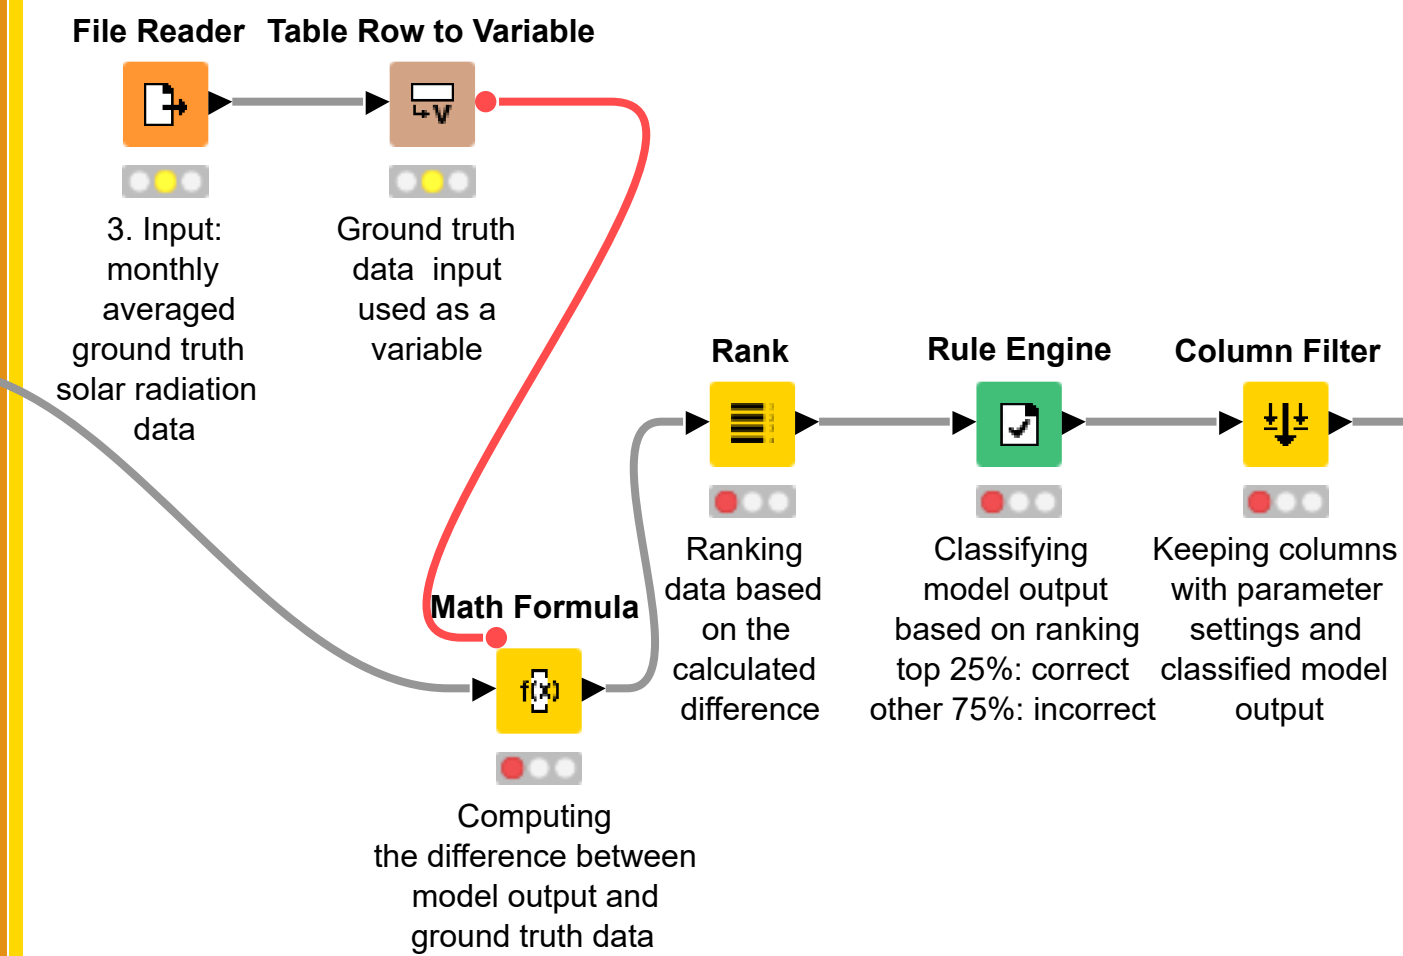 File Reader
3. Input:
monthly
averaged
ground truth
solar radiation
data
Table Row to Variable
V
Ground truth
data  input
used as a
variable
Math Formula
f(x)
Computing
the difference between
model output and
ground truth data
Rank
Ranking
data based
on the
calculated
difference
Rule Engine
Classifying
model output
based on ranking
top 25%: correct
other 75%: incorrect
Column Filter
Keeping columns
with parameter
settings and
classified model
output